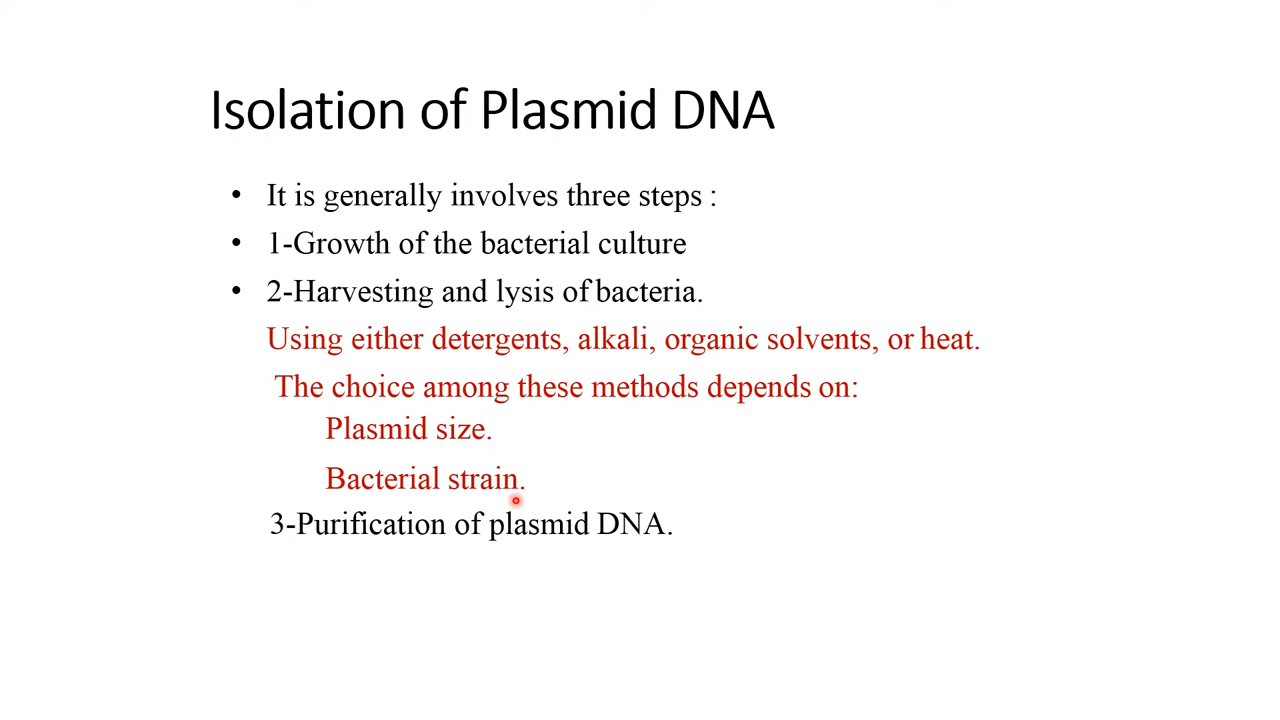 Isolation of Plasmid DNA
• It is generally involves three steps :
• 1-Growth of the bacterial culture
• 2-Harvesting and lysis of bacteria.
Using either detergents, alkali, organic solvents, or heat.
The choice among these methods depends on:
Plasmid size.
Bacterial strain.
3-Purification of plasmid DNA.